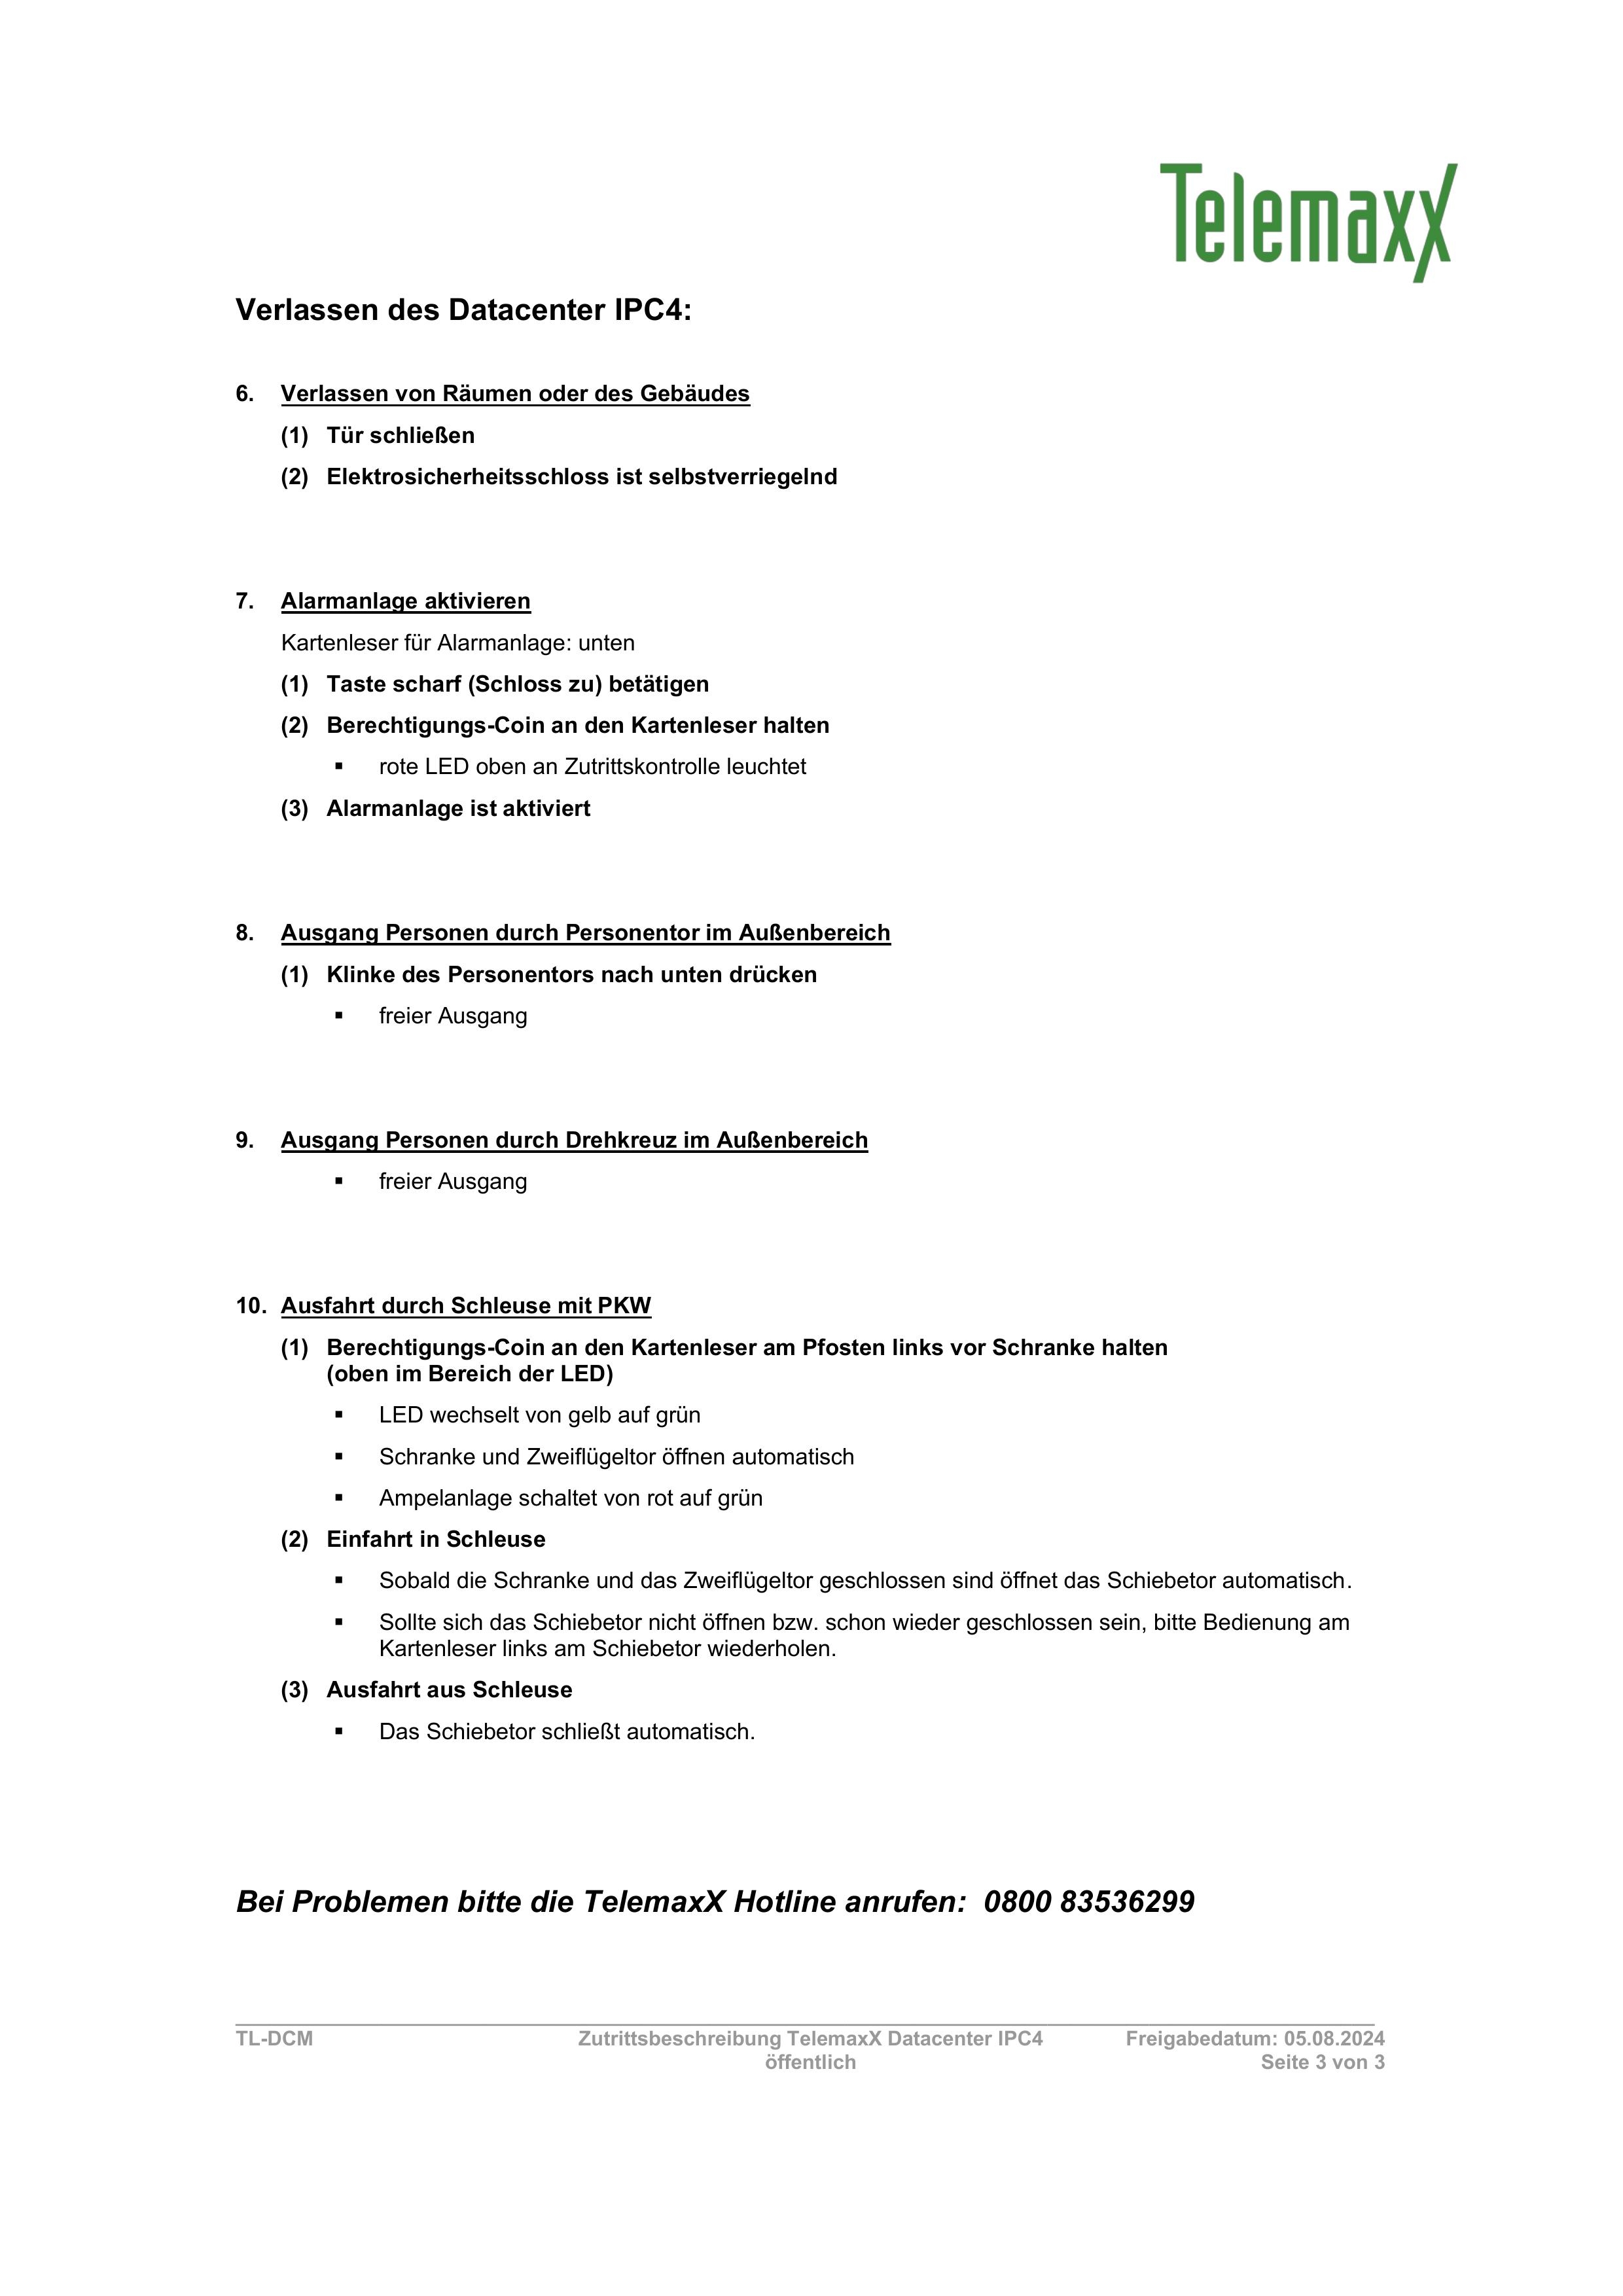 TelemaxX
Verlassen des Datacenter IPC4:
6. Verlassen von Räumen oder des Gebäudes
(1) Tür schließen
(2) Elektrosicherheitsschloss ist selbstverriegelnd
7. Alarmanlage aktivieren
Kartenleser für Alarmanlage: unten
(1) Taste scharf (Schloss zu) betätigen
(2) Berechtigungs-Coin an den Kartenleser halten
▪ rote LED oben an Zutrittskontrolle leuchtet
(3) Alarmanlage ist aktiviert
8. Ausgang Personen durch Personentor im Außenbereich
(1) Klinke des Personentors nach unten drücken
▪ freier Ausgang
9. Ausgang Personen durch Drehkreuz im Außenbereich
▪ freier Ausgang
10. Ausfahrt durch Schleuse mit PKW
(1) Berechtigungs-Coin an den Kartenleser am Pfosten links vor Schranke halten
(oben im Bereich der LED)
▪ LED wechselt von gelb auf grün
▪ Schranke und Zweiflügeltor öffnen automatisch
▪ Ampelanlage schaltet von rot auf grün
(2) Einfahrt in Schleuse
▪ Sobald die Schranke und das Zweiflügeltor geschlossen sind öffnet das Schiebetor automatisch.
▪ Sollte sich das Schiebetor nicht öffnen bzw. schon wieder geschlossen sein, bitte Bedienung am
Kartenleser links am Schiebetor wiederholen.
(3) Ausfahrt aus Schleuse
▪ Das Schiebetor schließt automatisch.
Bei Problemen bitte die TelemaxX Hotline anrufen: 0800 83536299
TL-DCM Zutrittsbeschreibung TelemaxX Datacenter IPC4 Freigabedatum: 05.08.2024
öffentlich Seite 3 von 3